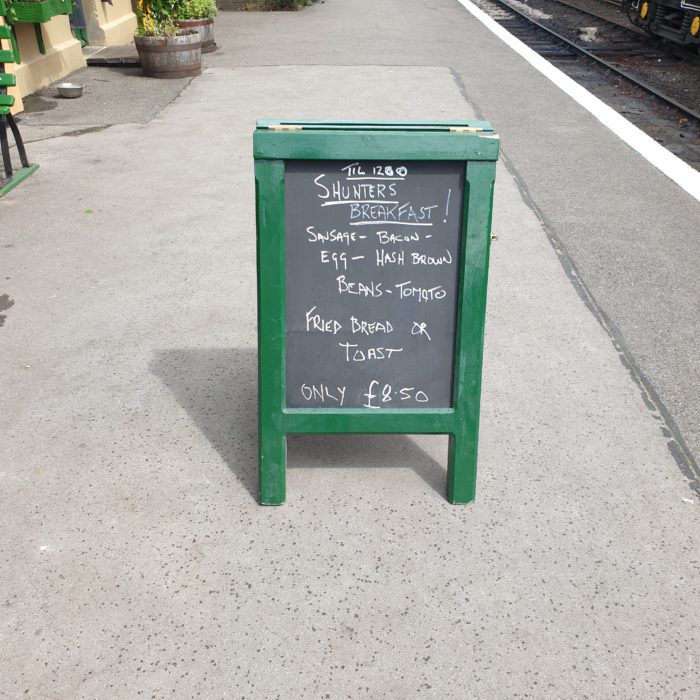 TIL 1200
SHUNTERS
BREAKFAST!
SAUSAGE - BACON -
EGG - HASH BROWN
BEANS - TOMATO
FRIED BREAD OR
TOAST
ONLY £8.50